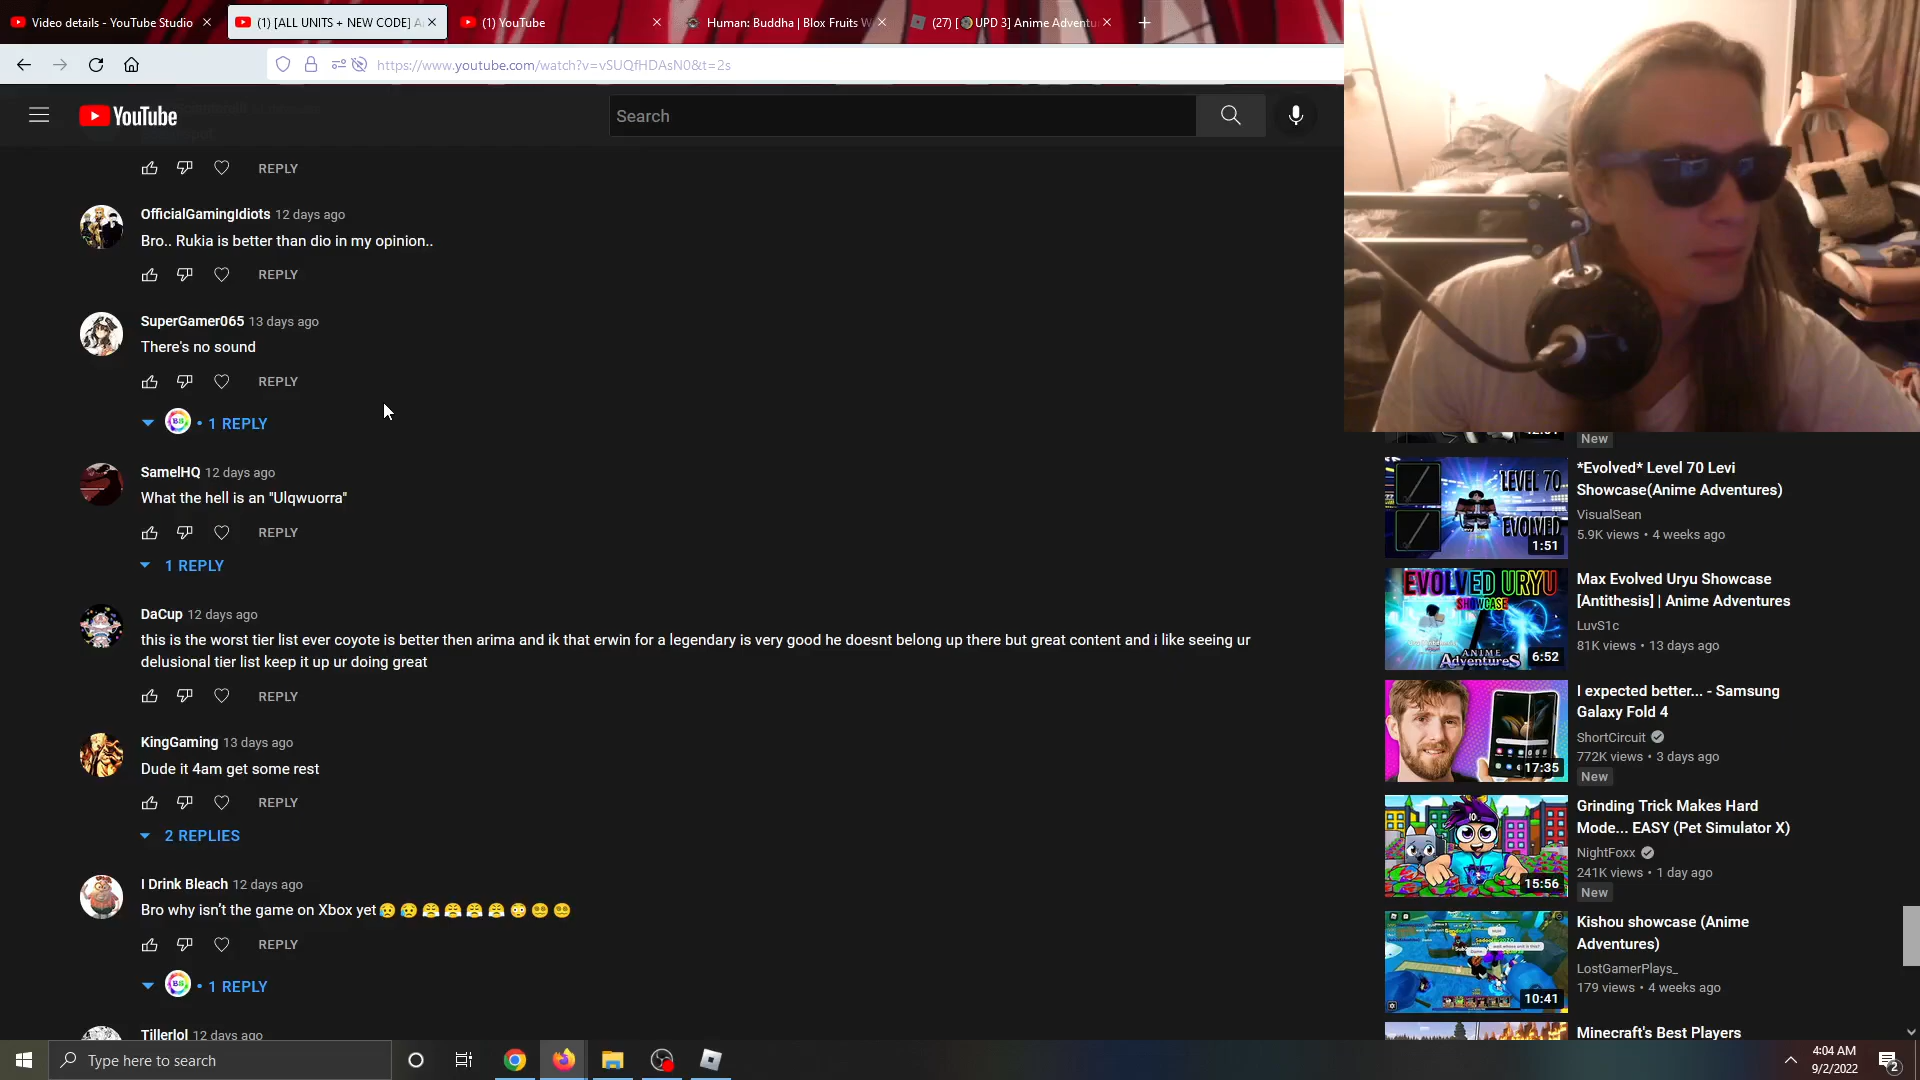 Video details - YouTube Studio
(1) [ALL UNITS + NEW CODE] A
(1) YouTube
Human: Buddha | Blox Fruits W
(27) [ UPD 3] Anime Adventu
https://www.youtube.com/watch?v=vSUQfHDAsN0&t=2s
YouTube
Search
REPLY
OfficialGamingIdiots 12 days ago
Bro.. Rukia is better than dio in my opinion..
REPLY
SuperGamer065 13 days ago
There's no sound
REPLY
• 1 REPLY
SamelHQ 12 days ago
What the hell is an "Ulqwuorra"
REPLY
1 REPLY
DaCup 12 days ago
this is the worst tier list ever coyote is better then arima and ik that erwin for a legendary is very good he doesnt belong up there but great content and i like seeing ur
delusional tier list keep it up ur doing great
REPLY
KingGaming 13 days ago
Dude it 4am get some rest
REPLY
2 REPLIES
I Drink Bleach 12 days ago
Bro why isn't the game on Xbox yet😥😥😤😤😤😤😳😵‍💫😵‍💫
REPLY
• 1 REPLY
Tillerlol 12 days ago
New
LEVEL 70
EVOLVED
1:51
*Evolved* Level 70 Levi
Showcase(Anime Adventures)
VisualSean
5.9K views • 4 weeks ago
EVOLVED URYU
SHOWCASE
ANIME
AdventureS
6:52
Max Evolved Uryu Showcase
[Antithesis] | Anime Adventures
LuvS1c
81K views • 13 days ago
17:35
I expected better... - Samsung
Galaxy Fold 4
ShortCircuit
772K views • 3 days ago
New
15:56
Grinding Trick Makes Hard
Mode... EASY (Pet Simulator X)
NightFoxx
241K views • 1 day ago
New
10:41
Kishou showcase (Anime
Adventures)
LostGamerPlays_
179 views • 4 weeks ago
Minecraft's Best Players
Type here to search
4:04 AM
9/2/2022
2